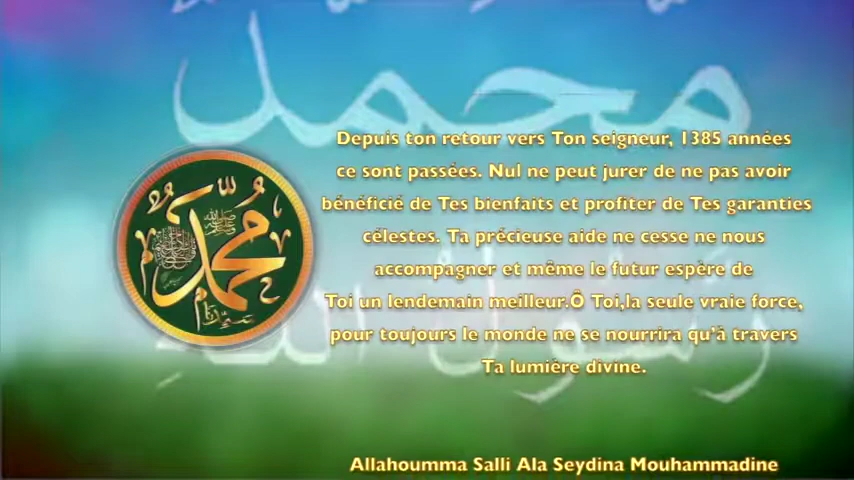 محمد
Depuis ton retour vers Ton seigneur, 1385 années
ce sont passées. Nul ne peut jurer de ne pas avoir
bénéficié de Tes bienfaits et profiter de Tes garanties
célestes. Ta précieuse aide ne cesse ne nous
accompagner et même le futur espère de
Toi un lendemain meilleur.Ô Toi,la seule vraie force,
pour toujours le monde ne se nourrira qu'à travers
Ta lumière divine.
محمد
رسول الله
Allahoumma Salli Ala Seydina Mouhammadine